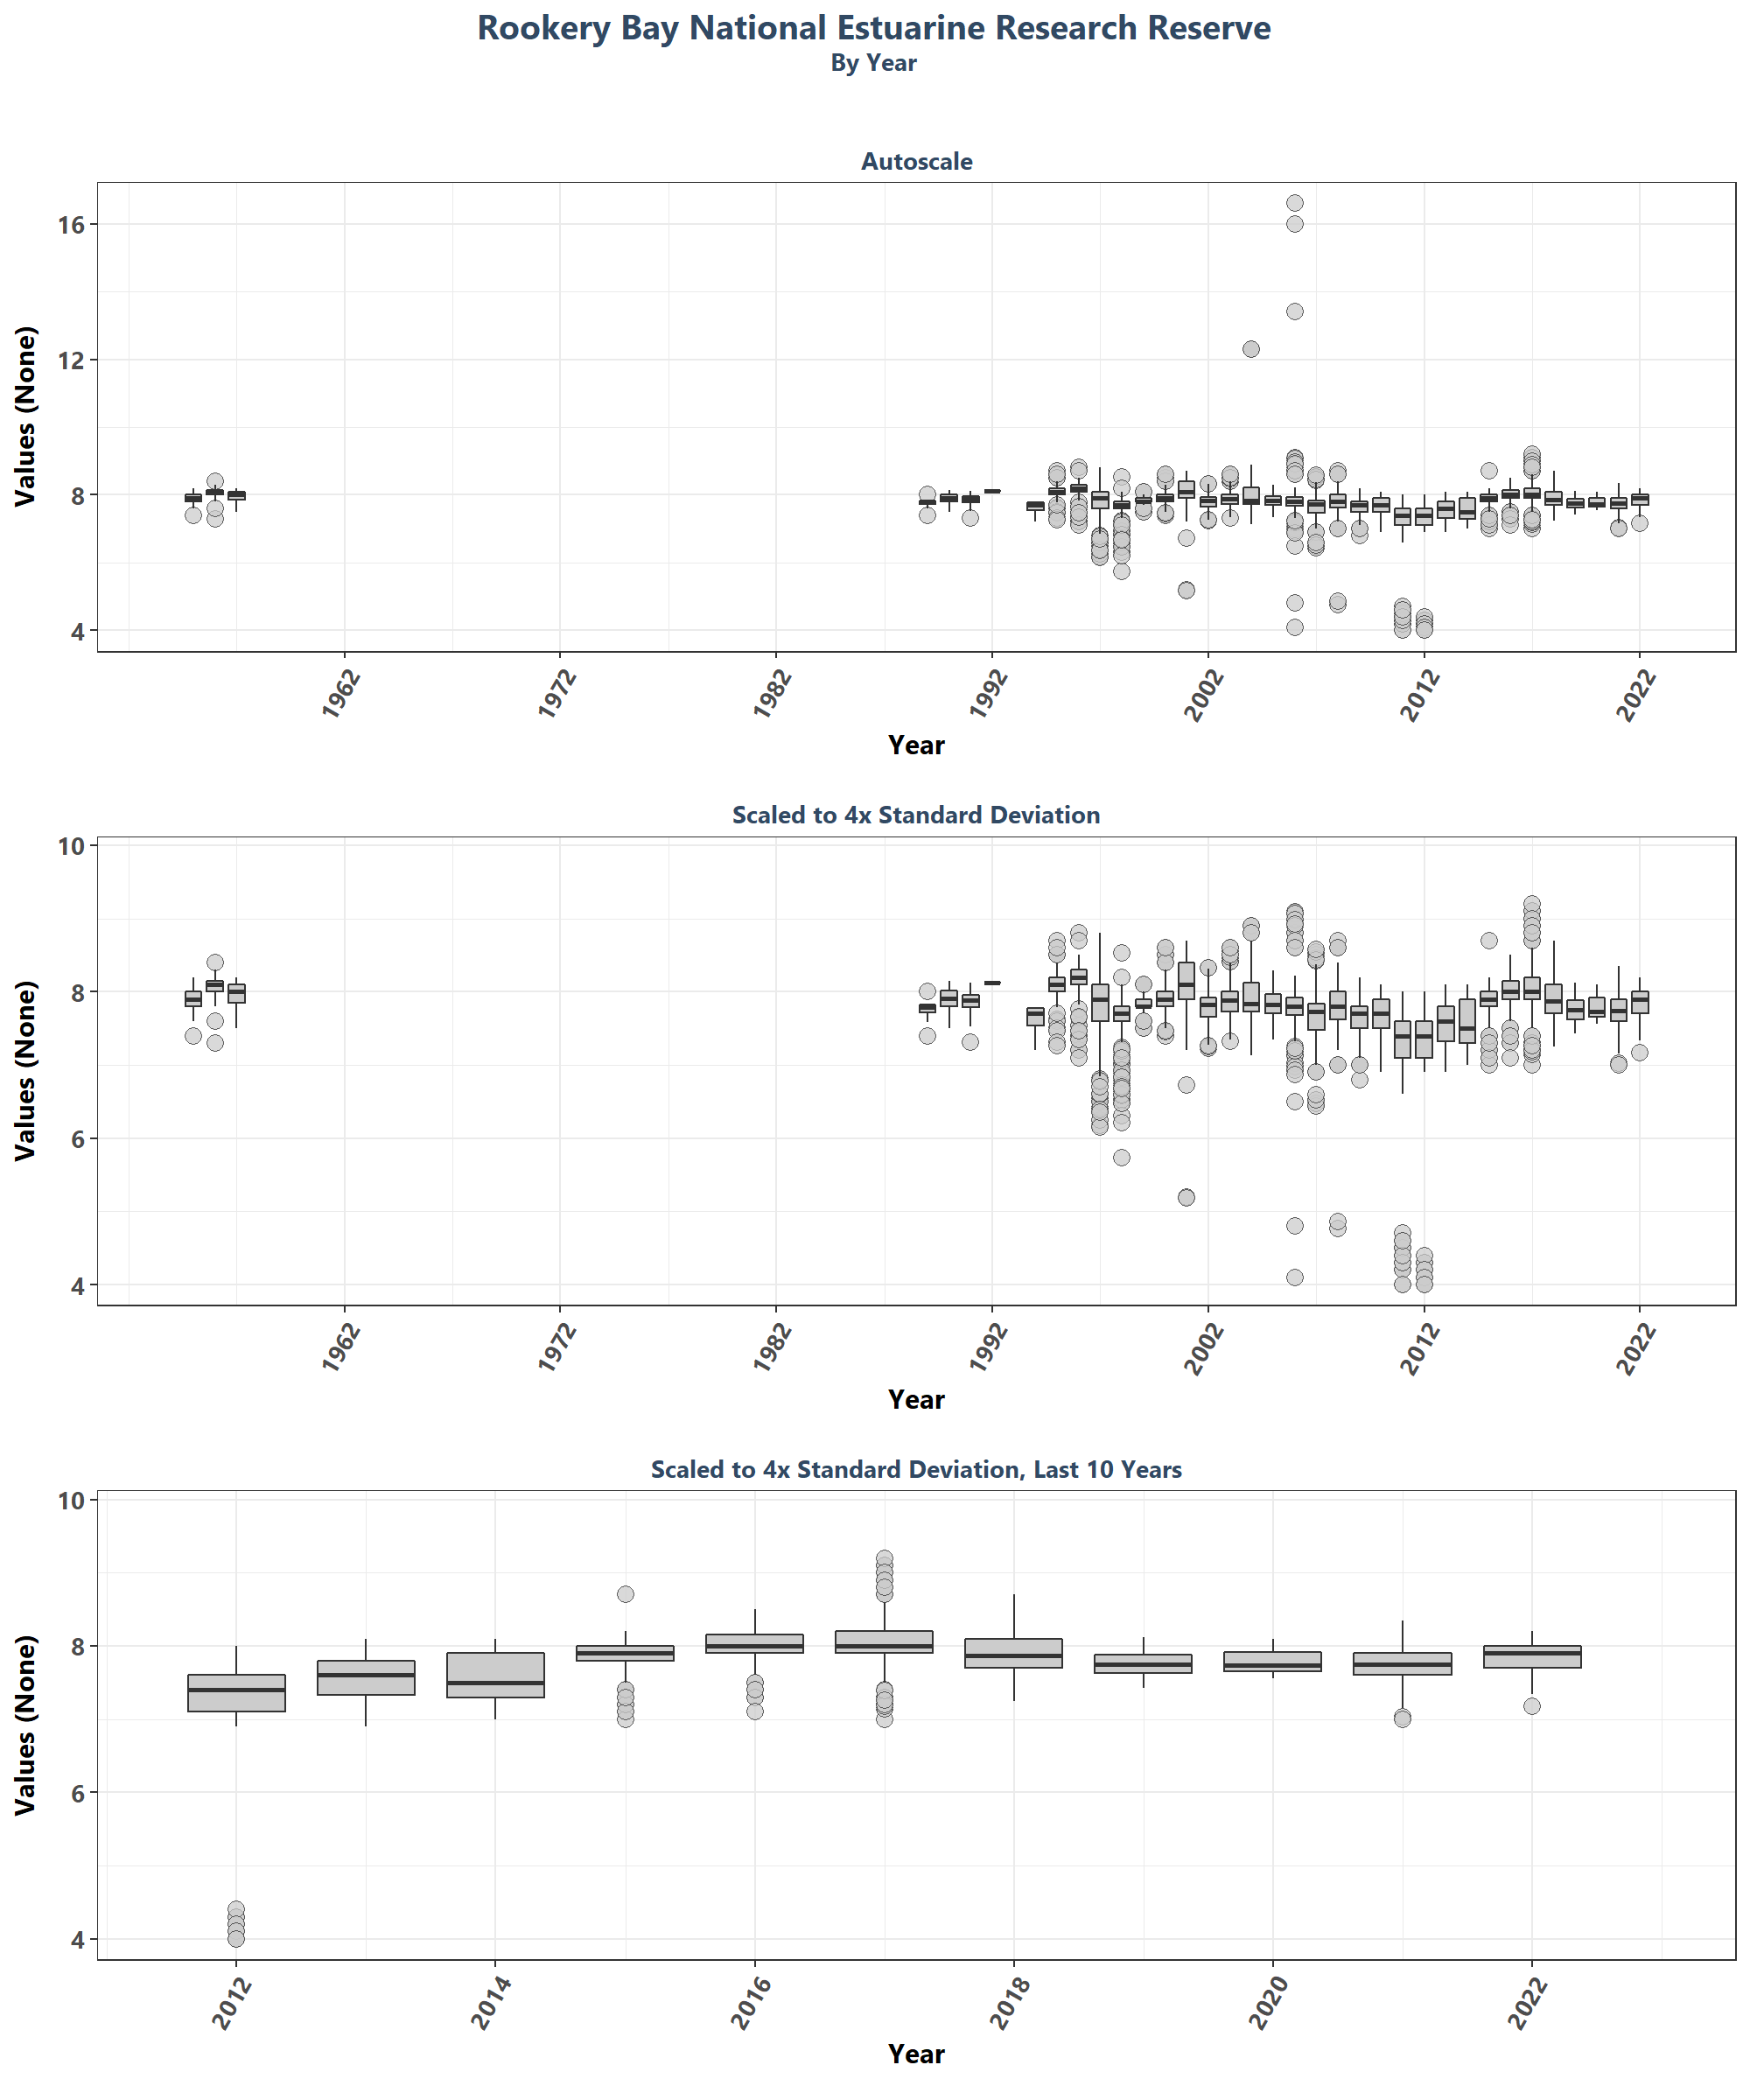 Rookery Bay National Estuarine Research Reserve
By Year
Autoscale
Values (None)
16
12
8
4
1962 1972 1982 1992 2002 2012 2022
Year
Scaled to 4x Standard Deviation
Values (None)
10
8
6
4
1962 1972 1982 1992 2002 2012 2022
Year
Scaled to 4x Standard Deviation, Last 10 Years
Values (None)
10
8
6
4
2012 2014 2016 2018 2020 2022
Year